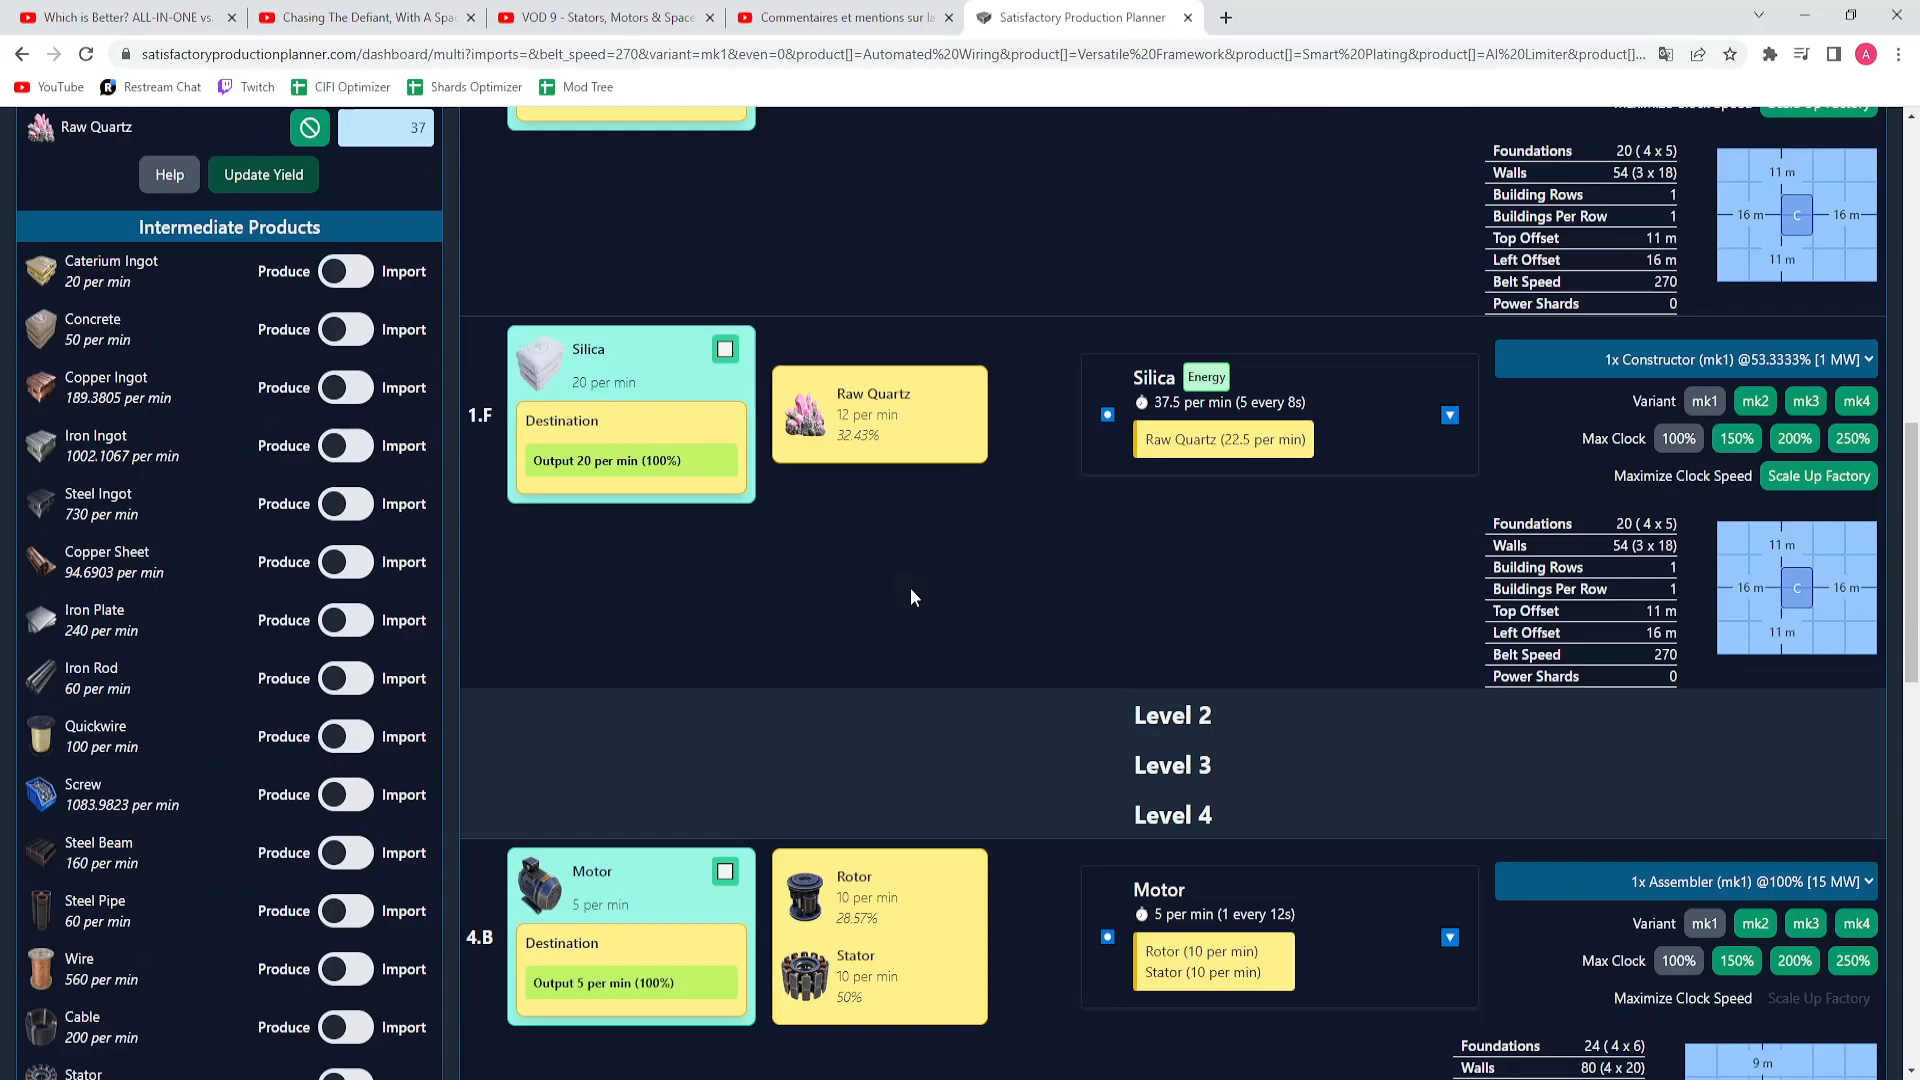 Which is Better? ALL-IN-ONE vs.
Chasing The Defiant, With A Spac
VOD 9 - Stators, Motors & Space
Commentaires et mentions sur la
Satisfactory Production Planner
satisfactoryproductionplanner.com/dashboard/multi?imports=&belt_speed=270&variant=mk1&even=0&product[]=Automated%20Wiring&product[]=Versatile%20Framework&product[]=Smart%20Plating&product[]=AI%20Limiter&product[]...
A
YouTube
Restream Chat
Twitch
CIFI Optimizer
Shards Optimizer
Mod Tree
Raw Quartz
37
Help
Update Yield
Intermediate Products
Caterium Ingot
20 per min
Produce
Import
Concrete
50 per min
Produce
Import
Copper Ingot
189.3805 per min
Produce
Import
Iron Ingot
1002.1067 per min
Produce
Import
Steel Ingot
730 per min
Produce
Import
Copper Sheet
94.6903 per min
Produce
Import
Iron Plate
240 per min
Produce
Import
Iron Rod
60 per min
Produce
Import
Quickwire
100 per min
Produce
Import
Screw
1083.9823 per min
Produce
Import
Steel Beam
160 per min
Produce
Import
Steel Pipe
60 per min
Produce
Import
Wire
560 per min
Produce
Import
Cable
200 per min
Produce
Import
Stator
Maximize Clock Speed
Scale Up Factory
Foundations 20 ( 4 x 5)
Walls 54 (3 x 18)
Building Rows 1
Buildings Per Row 1
Top Offset 11 m
Left Offset 16 m
Belt Speed 270
Power Shards 0
11 m
16 m
C
16 m
11 m
1.F
Silica
20 per min
Destination
Output 20 per min (100%)
Raw Quartz
12 per min
32.43%
Silica
Energy
37.5 per min (5 every 8s)
Raw Quartz (22.5 per min)
1x Constructor (mk1) @53.3333% [1 MW]
Variant mk1 mk2 mk3 mk4
Max Clock 100% 150% 200% 250%
Maximize Clock Speed Scale Up Factory
Foundations 20 ( 4 x 5)
Walls 54 (3 x 18)
Building Rows 1
Buildings Per Row 1
Top Offset 11 m
Left Offset 16 m
Belt Speed 270
Power Shards 0
11 m
16 m
C
16 m
11 m
Level 2
Level 3
Level 4
4.B
Motor
5 per min
Destination
Output 5 per min (100%)
Rotor
10 per min
28.57%
Stator
10 per min
50%
Motor
5 per min (1 every 12s)
Rotor (10 per min)
Stator (10 per min)
1x Assembler (mk1) @100% [15 MW]
Variant mk1 mk2 mk3 mk4
Max Clock 100% 150% 200% 250%
Maximize Clock Speed Scale Up Factory
Foundations 24 ( 4 x 6)
Walls 80 (4 x 20)
9 m